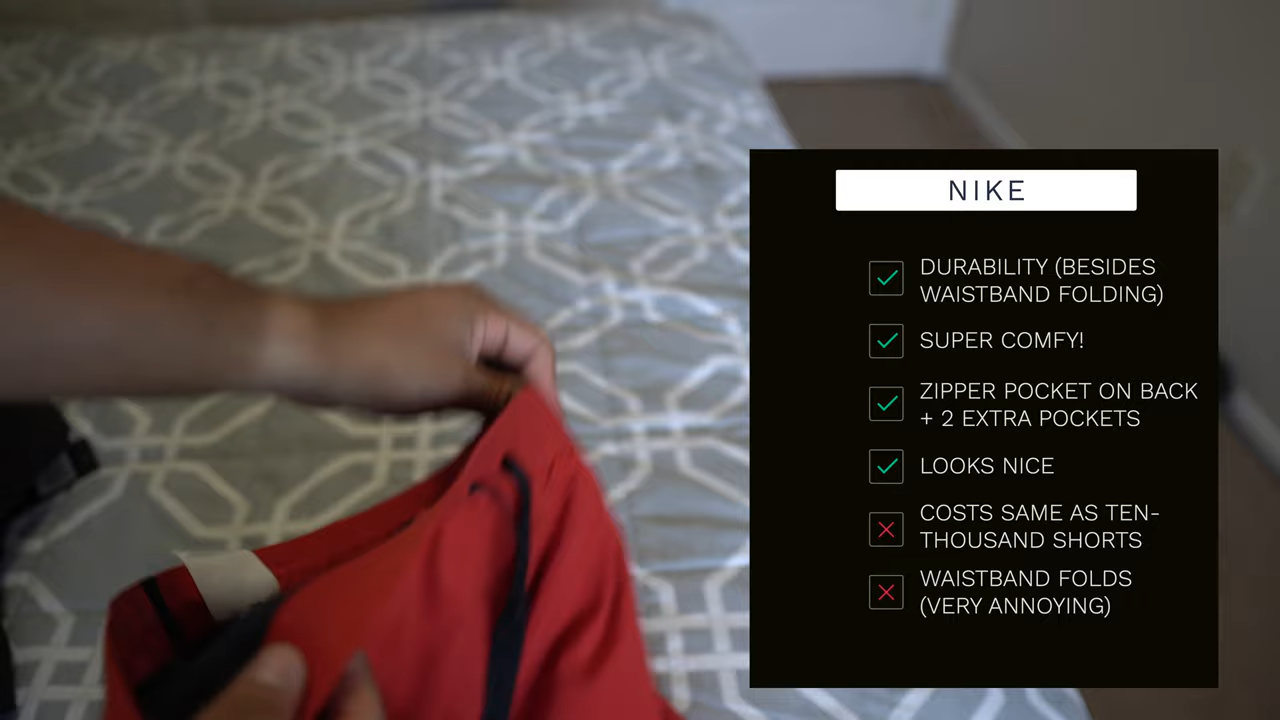 NIKE
DURABILITY (BESIDES
WAISTBAND FOLDING)
SUPER COMFY!
ZIPPER POCKET ON BACK
+ 2 EXTRA POCKETS
LOOKS NICE
COSTS SAME AS TEN-
THOUSAND SHORTS
WAISTBAND FOLDS
(VERY ANNOYING)